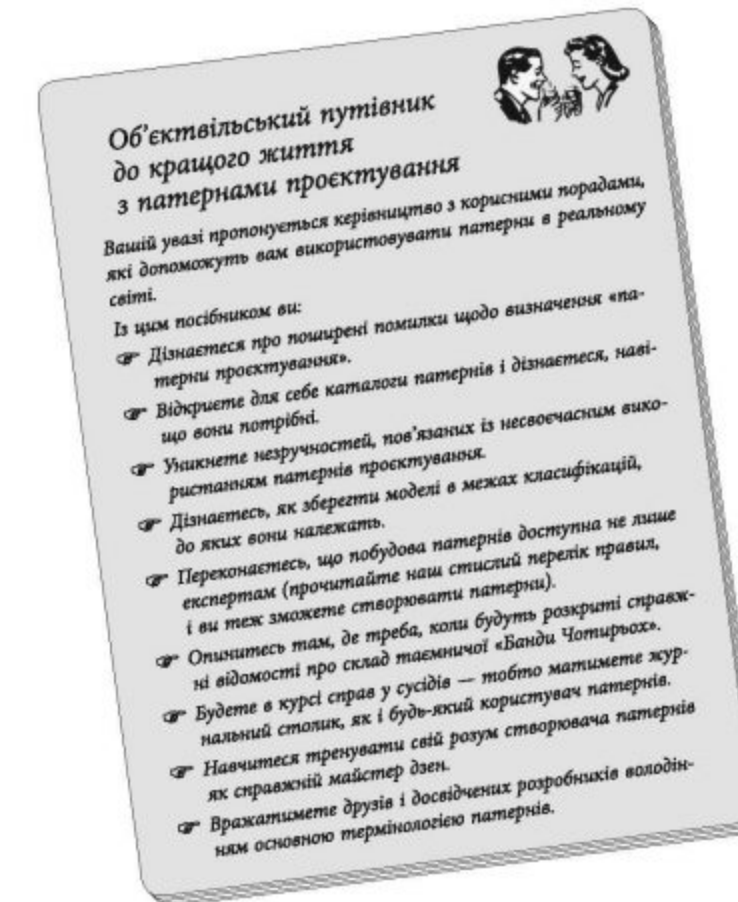 Об’єктвільський путівник
до кращого життя
з патернами проєктування
Вашій увазі пропонується керівництво з корисними порадами,
які допоможуть вам використовувати патерни в реальному
світі.
Із цим посібником ви:
☞ Дізнаєтеся про поширені помилки щодо визначення «па-
терни проєктування».
☞ Відкриєте для себе каталоги патернів і дізнаєтеся, наві-
що вони потрібні.
☞ Уникнете незручностей, пов’язаних із несвоєчасним вико-
ристанням патернів проєктування.
☞ Дізнаєтесь, як зберегти моделі в межах класифікацій,
до яких вони належать.
☞ Переконаєтесь, що побудова патернів доступна не лише
експертам (прочитайте наш стислий перелік правил,
і ви теж зможете створювати патерни).
☞ Опинитесь там, де треба, коли будуть розкриті справж-
ні відомості про склад таємничої «Банди Чотирьох».
☞ Будете в курсі справ у сусідів — тобто матимете жур-
нальний столик, як і будь-який користувач патернів.
☞ Навчитеся тренувати свій розум створювача патернів
як справжній майстер дзен.
☞ Вражатимете друзів і досвідчених розробників володін-
ням основною термінологією патернів.